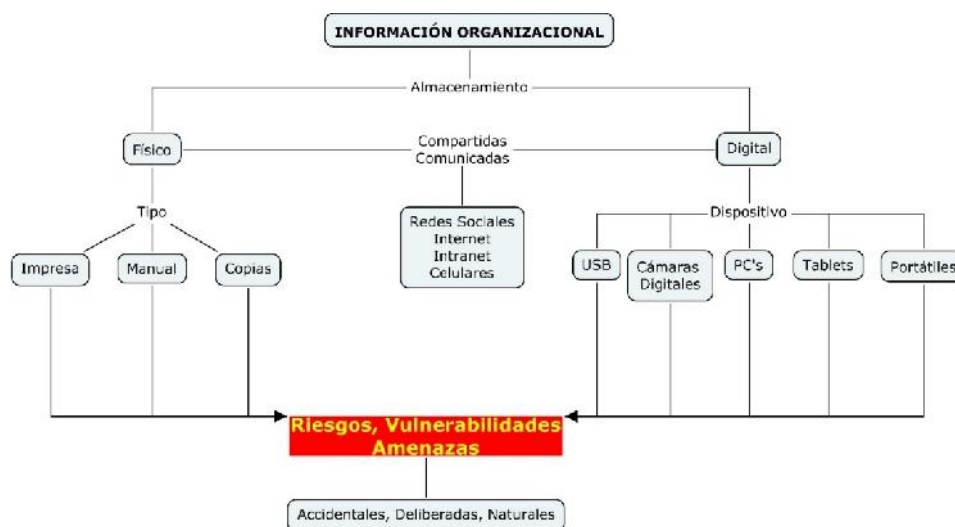 INFORMACIÓN ORGANIZACIONAL
Almacenamiento
Físico
Compartidas
Comunicadas
Digital
Tipo
Redes Sociales
Internet
Intranet
Celulares
Dispositivo
Impresa
Manual
Copias
USB
Cámaras
Digitales
PC's
Tablets
Portátiles
Riesgos, Vulnerabilidades
Amenazas
Accidentales, Deliberadas, Naturales